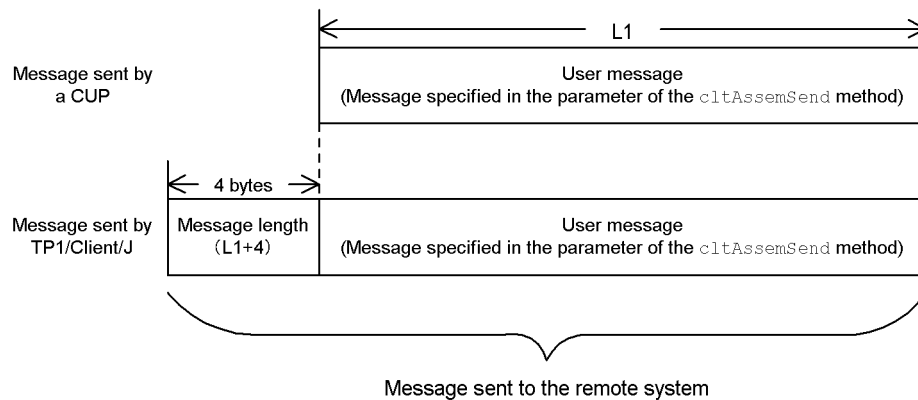 L1
Message sent by
a CUP
User message
(Message specified in the parameter of the cltAssemSend method)
4 bytes
Message sent by
TP1/Client/J
Message length
(L1+4)
User message
(Message specified in the parameter of the cltAssemSend method)
Message sent to the remote system